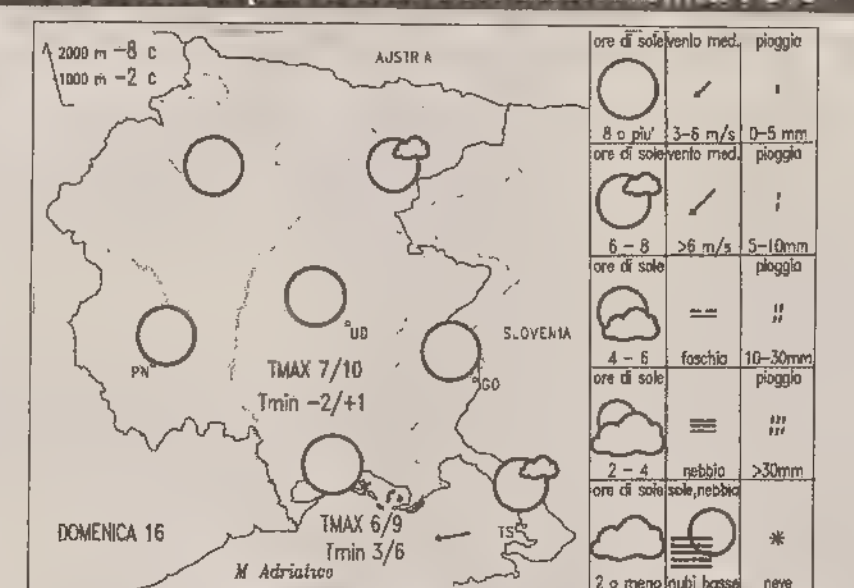 2000 m -8 C
1000 m -2 C
AUSTRIA
SLOVENIA
UD
PN
GO
TMAX 7/10
Tmin -2/+1
TMAX 6/9
Tmin 3/6
TS
DOMENICA 16
M Adriatico
ore di sole vento med. pioggia
8 o piu' 3-6 m/s 0-5 mm
ore di sole vento med. pioggia
6 - 8 >6 m/s 5-10mm
ore di sole pioggia
4 - 6 foschia 10-30mm
ore di sole pioggia
2 - 4 nebbia >30mm
ore di sole sole,nebbia
2 o meno nubi basse neve